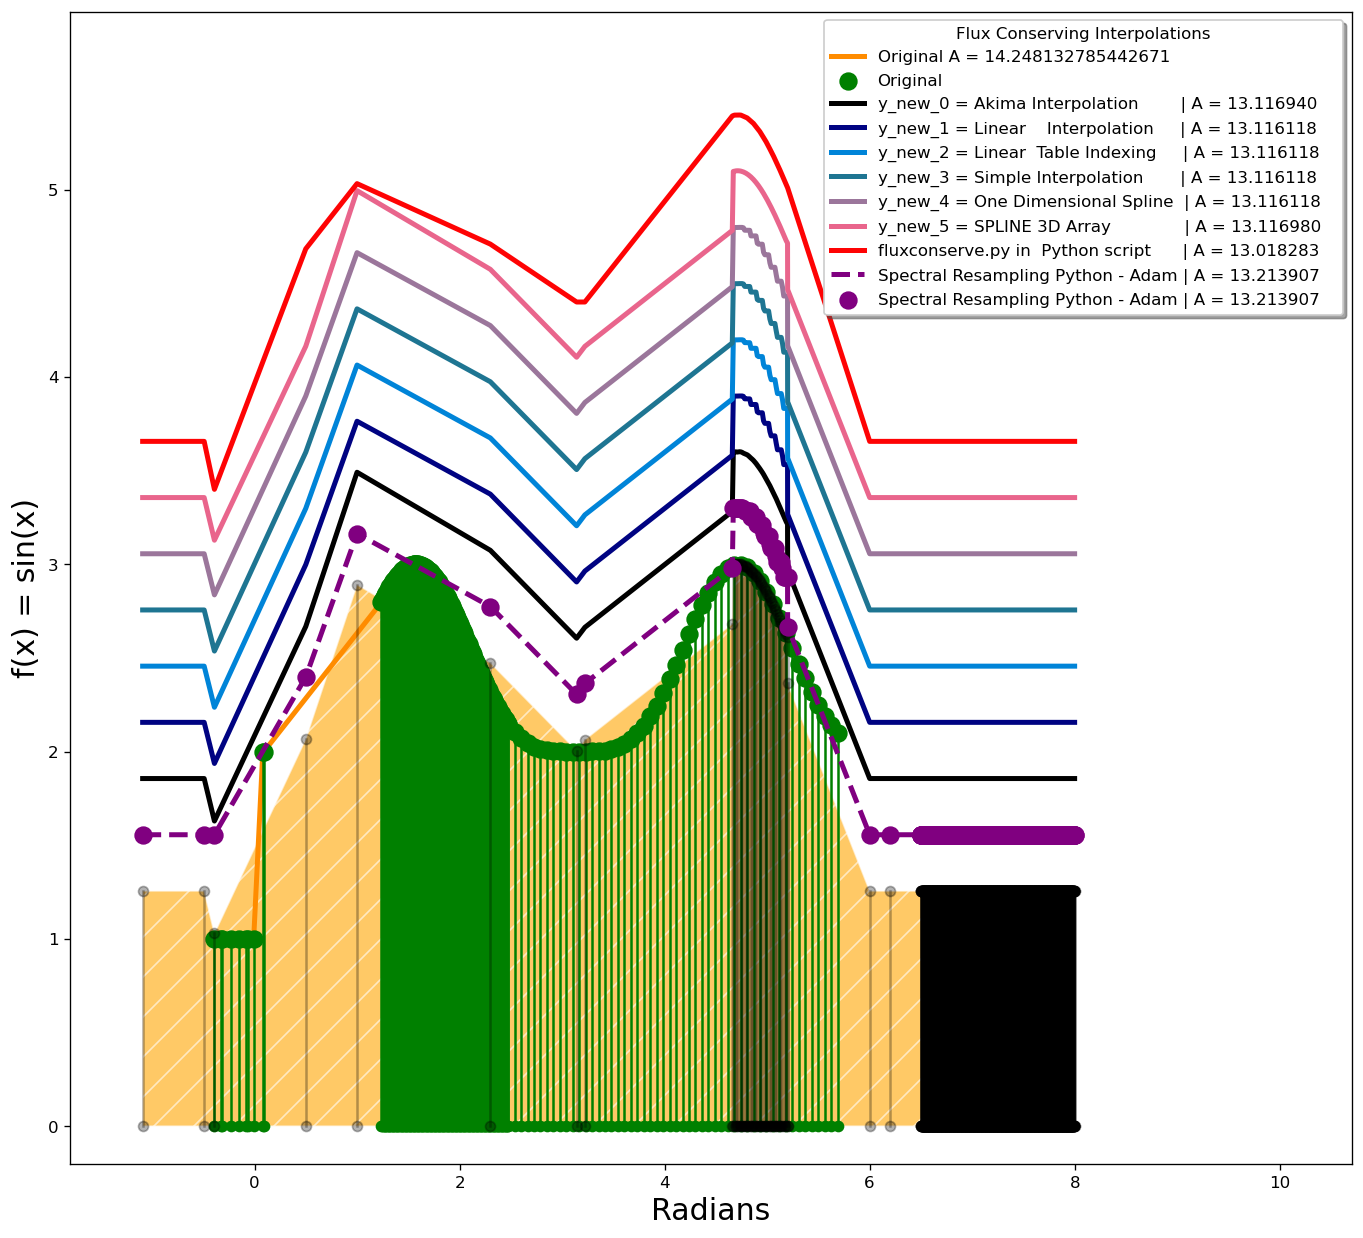 Flux Conserving Interpolations
Original A = 14.248132785442671
Original
y_new_0 = Akima Interpolation | A = 13.116940
y_new_1 = Linear Interpolation | A = 13.116118
y_new_2 = Linear Table Indexing | A = 13.116118
y_new_3 = Simple Interpolation | A = 13.116118
y_new_4 = One Dimensional Spline | A = 13.116118
y_new_5 = SPLINE 3D Array | A = 13.116980
fluxconserve.py in Python script | A = 13.018283
Spectral Resampling Python - Adam | A = 13.213907
Spectral Resampling Python - Adam | A = 13.213907
f(x) = sin(x)
5
4
3
2
1
0
0 2 4 6 8 10
Radians